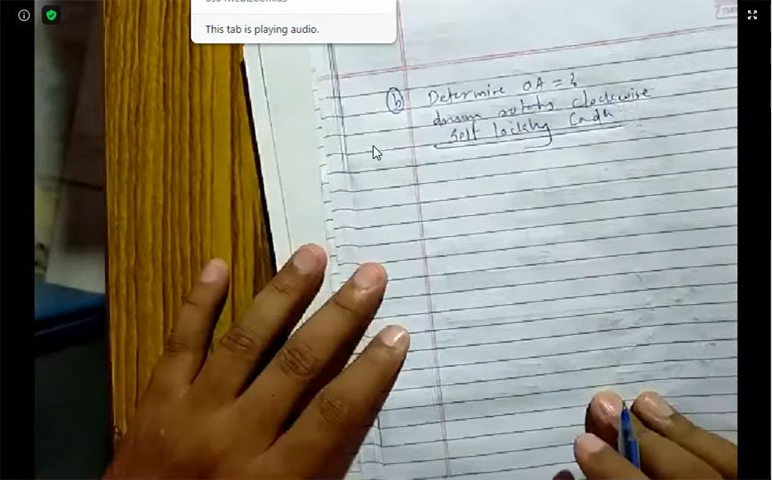 This tab is playing audio.
(b) Determine OA = ?
drum rotates clockwise
self locking Condn